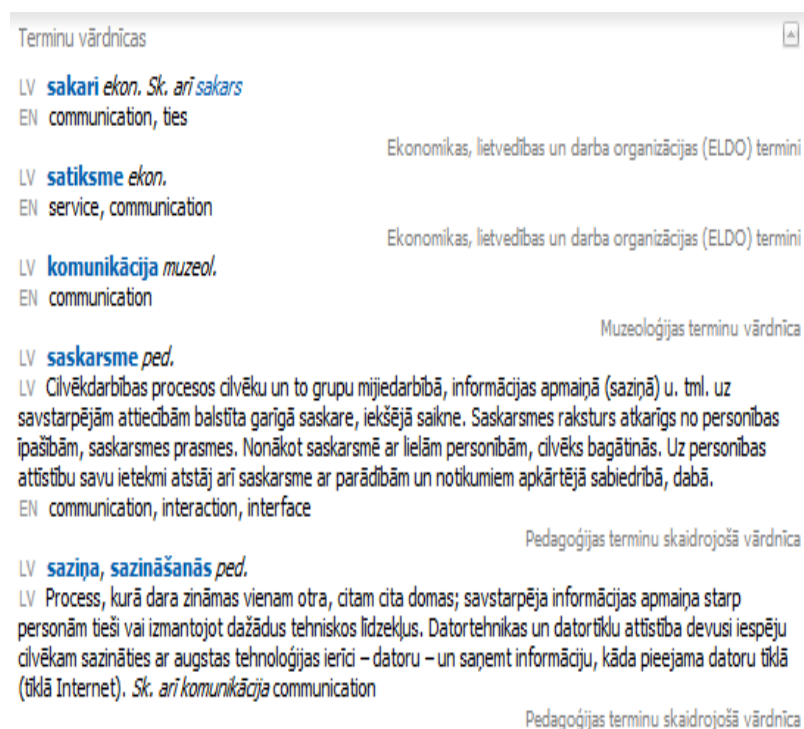 Terminu vārdnīcas
LV sakari ekon. Sk. arī sakars
EN communication, ties
Ekonomikas, lietvedības un darba organizācijas (ELDO) termini
LV satiksme ekon.
EN service, communication
Ekonomikas, lietvedības un darba organizācijas (ELDO) termini
LV komunikācija muzeol.
EN communication
Muzeoloģijas terminu vārdnīca
LV saskarsme ped.
LV Cilvēkdarbības procesos cilvēku un to grupu mijiedarbībā, informācijas apmaiņā (saziņā) u. tml. uz
savstarpējām attiecībām balstīta garīgā saskare, iekšējā saikne. Saskarsmes raksturs atkarīgs no personības
īpašībām, saskarsmes prasmes. Nonākot saskarsmē ar lielām personībām, cilvēks bagātinās. Uz personības
attīstību savu ietekmi atstāj arī saskarsme ar parādībām un notikumiem apkārtējā sabiedrībā, dabā.
EN communication, interaction, interface
Pedagoģijas terminu skaidrojošā vārdnīca
LV saziņa, sazināšanās ped.
LV Process, kurā dara zināmas vienam otra, citam cita domas; savstarpēja informācijas apmaiņa starp
personām tieši vai izmantojot dažādus tehniskos līdzekļus. Datortehnikas un datortīklu attīstība devusi iespēju
cilvēkam sazināties ar augstas tehnoloģijas ierīci – datoru – un saņemt informāciju, kāda pieejama datoru tīklā
(tīklā Internet). Sk. arī komunikācija communication
Pedagoģijas terminu skaidrojošā vārdnīca